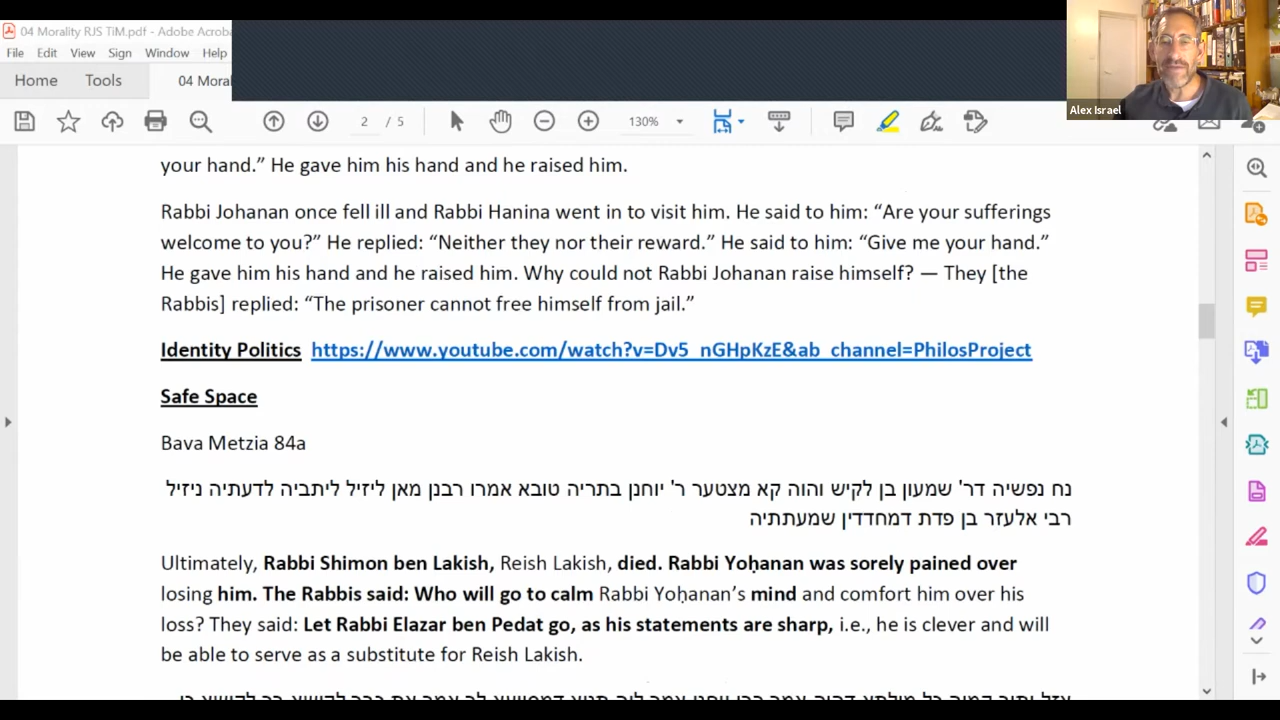 04 Morality RJS TiM.pdf - Adobe Acroba
File Edit View Sign Window Help
Home Tools 04 Moral
2 / 5 130%
Alex Israel
your hand.” He gave him his hand and he raised him.
Rabbi Johanan once fell ill and Rabbi Hanina went in to visit him. He said to him: “Are your sufferings
welcome to you?” He replied: “Neither they nor their reward.” He said to him: “Give me your hand.”
He gave him his hand and he raised him. Why could not Rabbi Johanan raise himself? — They [the
Rabbis] replied: “The prisoner cannot free himself from jail.”
Identity Politics https://www.youtube.com/watch?v=Dv5_nGHpKzE&ab_channel=PhilosProject
Safe Space
Bava Metzia 84a
נח נפשיה דר' שמעון בן לקיש והוה קא מצטער ר' יוחנן בתריה טובא אמרו רבנן מאן ליזיל ליתביה לדעתיה ניזיל
רבי אלעזר בן פדת דמחדדין שמעתתיה
Ultimately, Rabbi Shimon ben Lakish, Reish Lakish, died. Rabbi Yoḥanan was sorely pained over
losing him. The Rabbis said: Who will go to calm Rabbi Yoḥanan’s mind and comfort him over his
loss? They said: Let Rabbi Elazar ben Pedat go, as his statements are sharp, i.e., he is clever and will
be able to serve as a substitute for Reish Lakish.